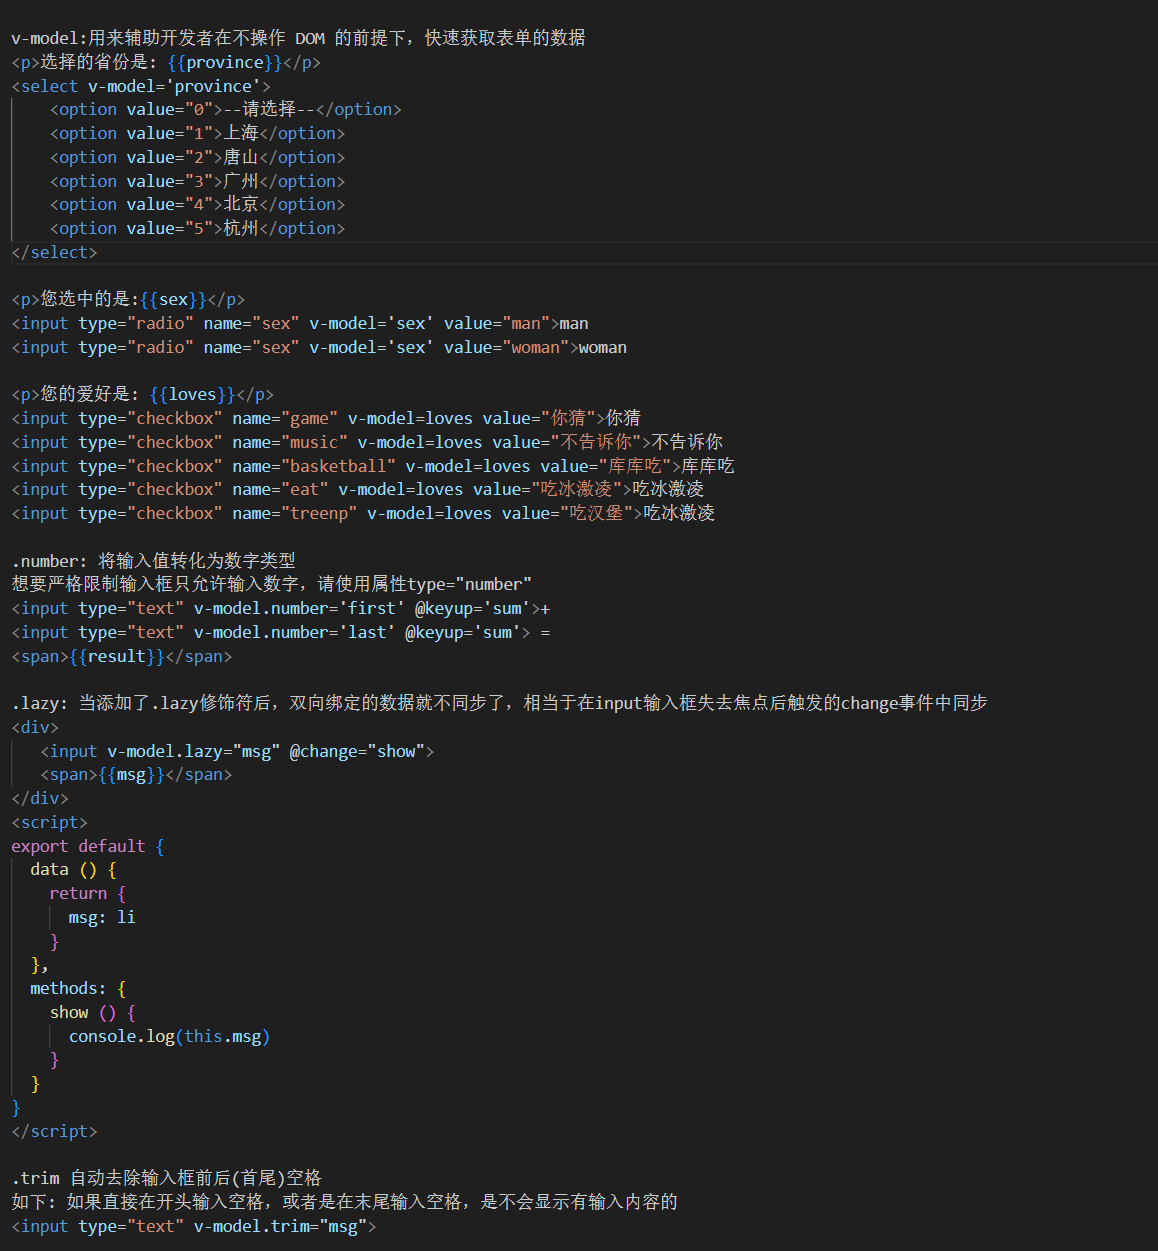 v-model:用来辅助开发者在不操作 DOM 的前提下，快速获取表单的数据
<p>选择的省份是: {{province}}</p>
<select v-model='province'>
    <option value="0">--请选择--</option>
    <option value="1">上海</option>
    <option value="2">唐山</option>
    <option value="3">广州</option>
    <option value="4">北京</option>
    <option value="5">杭州</option>
</select>

<p>您选中的是:{{sex}}</p>
<input type="radio" name="sex" v-model='sex' value="man">man
<input type="radio" name="sex" v-model='sex' value="woman">woman

<p>您的爱好是: {{loves}}</p>
<input type="checkbox" name="game" v-model=loves value="你猜">你猜
<input type="checkbox" name="music" v-model=loves value="不告诉你">不告诉你
<input type="checkbox" name="basketball" v-model=loves value="库库吃">库库吃
<input type="checkbox" name="eat" v-model=loves value="吃冰激凌">吃冰激凌
<input type="checkbox" name="treenp" v-model=loves value="吃汉堡">吃冰激凌

.number: 将输入值转化为数字类型
想要严格限制输入框只允许输入数字，请使用属性type="number"
<input type="text" v-model.number='first' @keyup='sum'>+
<input type="text" v-model.number='last' @keyup='sum'> =
<span>{{result}}</span>

.lazy: 当添加了.lazy修饰符后，双向绑定的数据就不同步了，相当于在input输入框失去焦点后触发的change事件中同步
<div>
   <input v-model.lazy="msg" @change="show">
   <span>{{msg}}</span>
</div>
<script>
export default {
  data () {
    return {
      msg: li
    }
  },
  methods: {
    show () {
      console.log(this.msg)
    }
  }
}
</script>

.trim 自动去除输入框前后(首尾)空格
如下: 如果直接在开头输入空格，或者是在末尾输入空格，是不会显示有输入内容的
<input type="text" v-model.trim="msg">